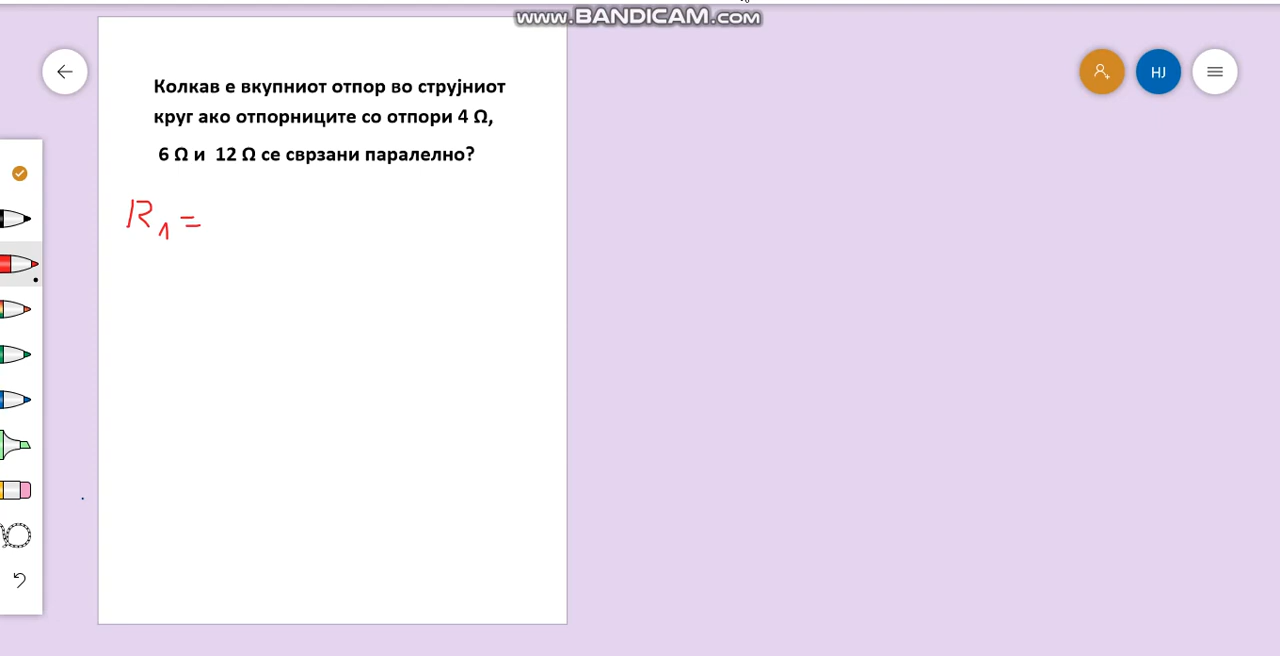 www.BANDICAM.com
Колкав е вкупниот отпор во струјниот
круг ако отпорниците со отпори 4 Ω,
6 Ω и 12 Ω се сврзани паралелно?
R₁ =
HJ